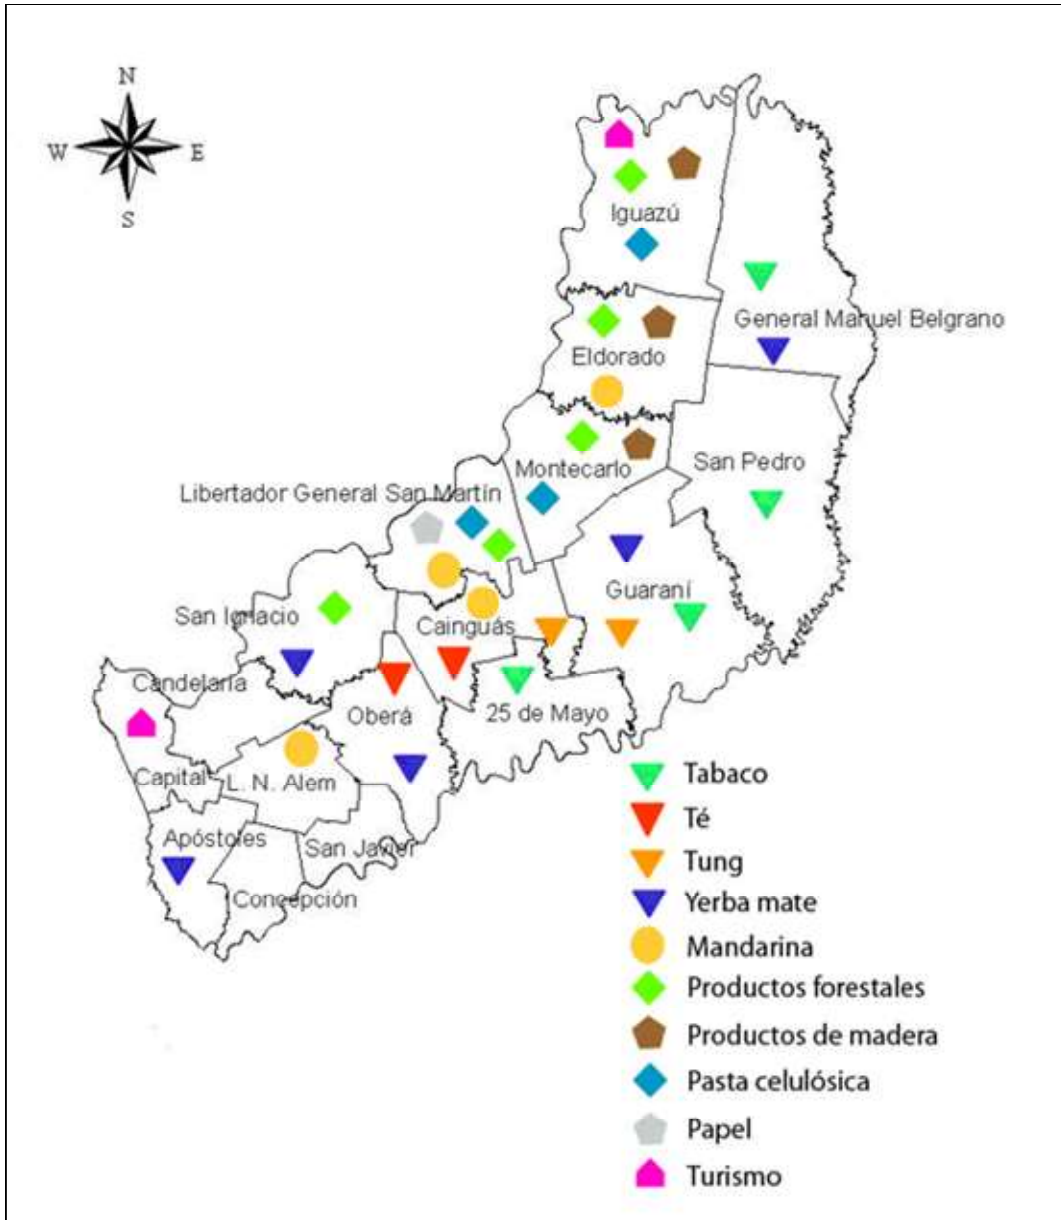 N
W E
S
Iguazú
General Manuel Belgrano
Eldorado
San Pedro
Montecarlo
Libertador General San Martín
Guaraní
San Ignacio
Cainguás
Candelaria
Oberá
25 de Mayo
Capital
L. N. Alem
Apóstoles
San Javier
Concepción
Tabaco
Té
Tung
Yerba mate
Mandarina
Productos forestales
Productos de madera
Pasta celulósica
Papel
Turismo